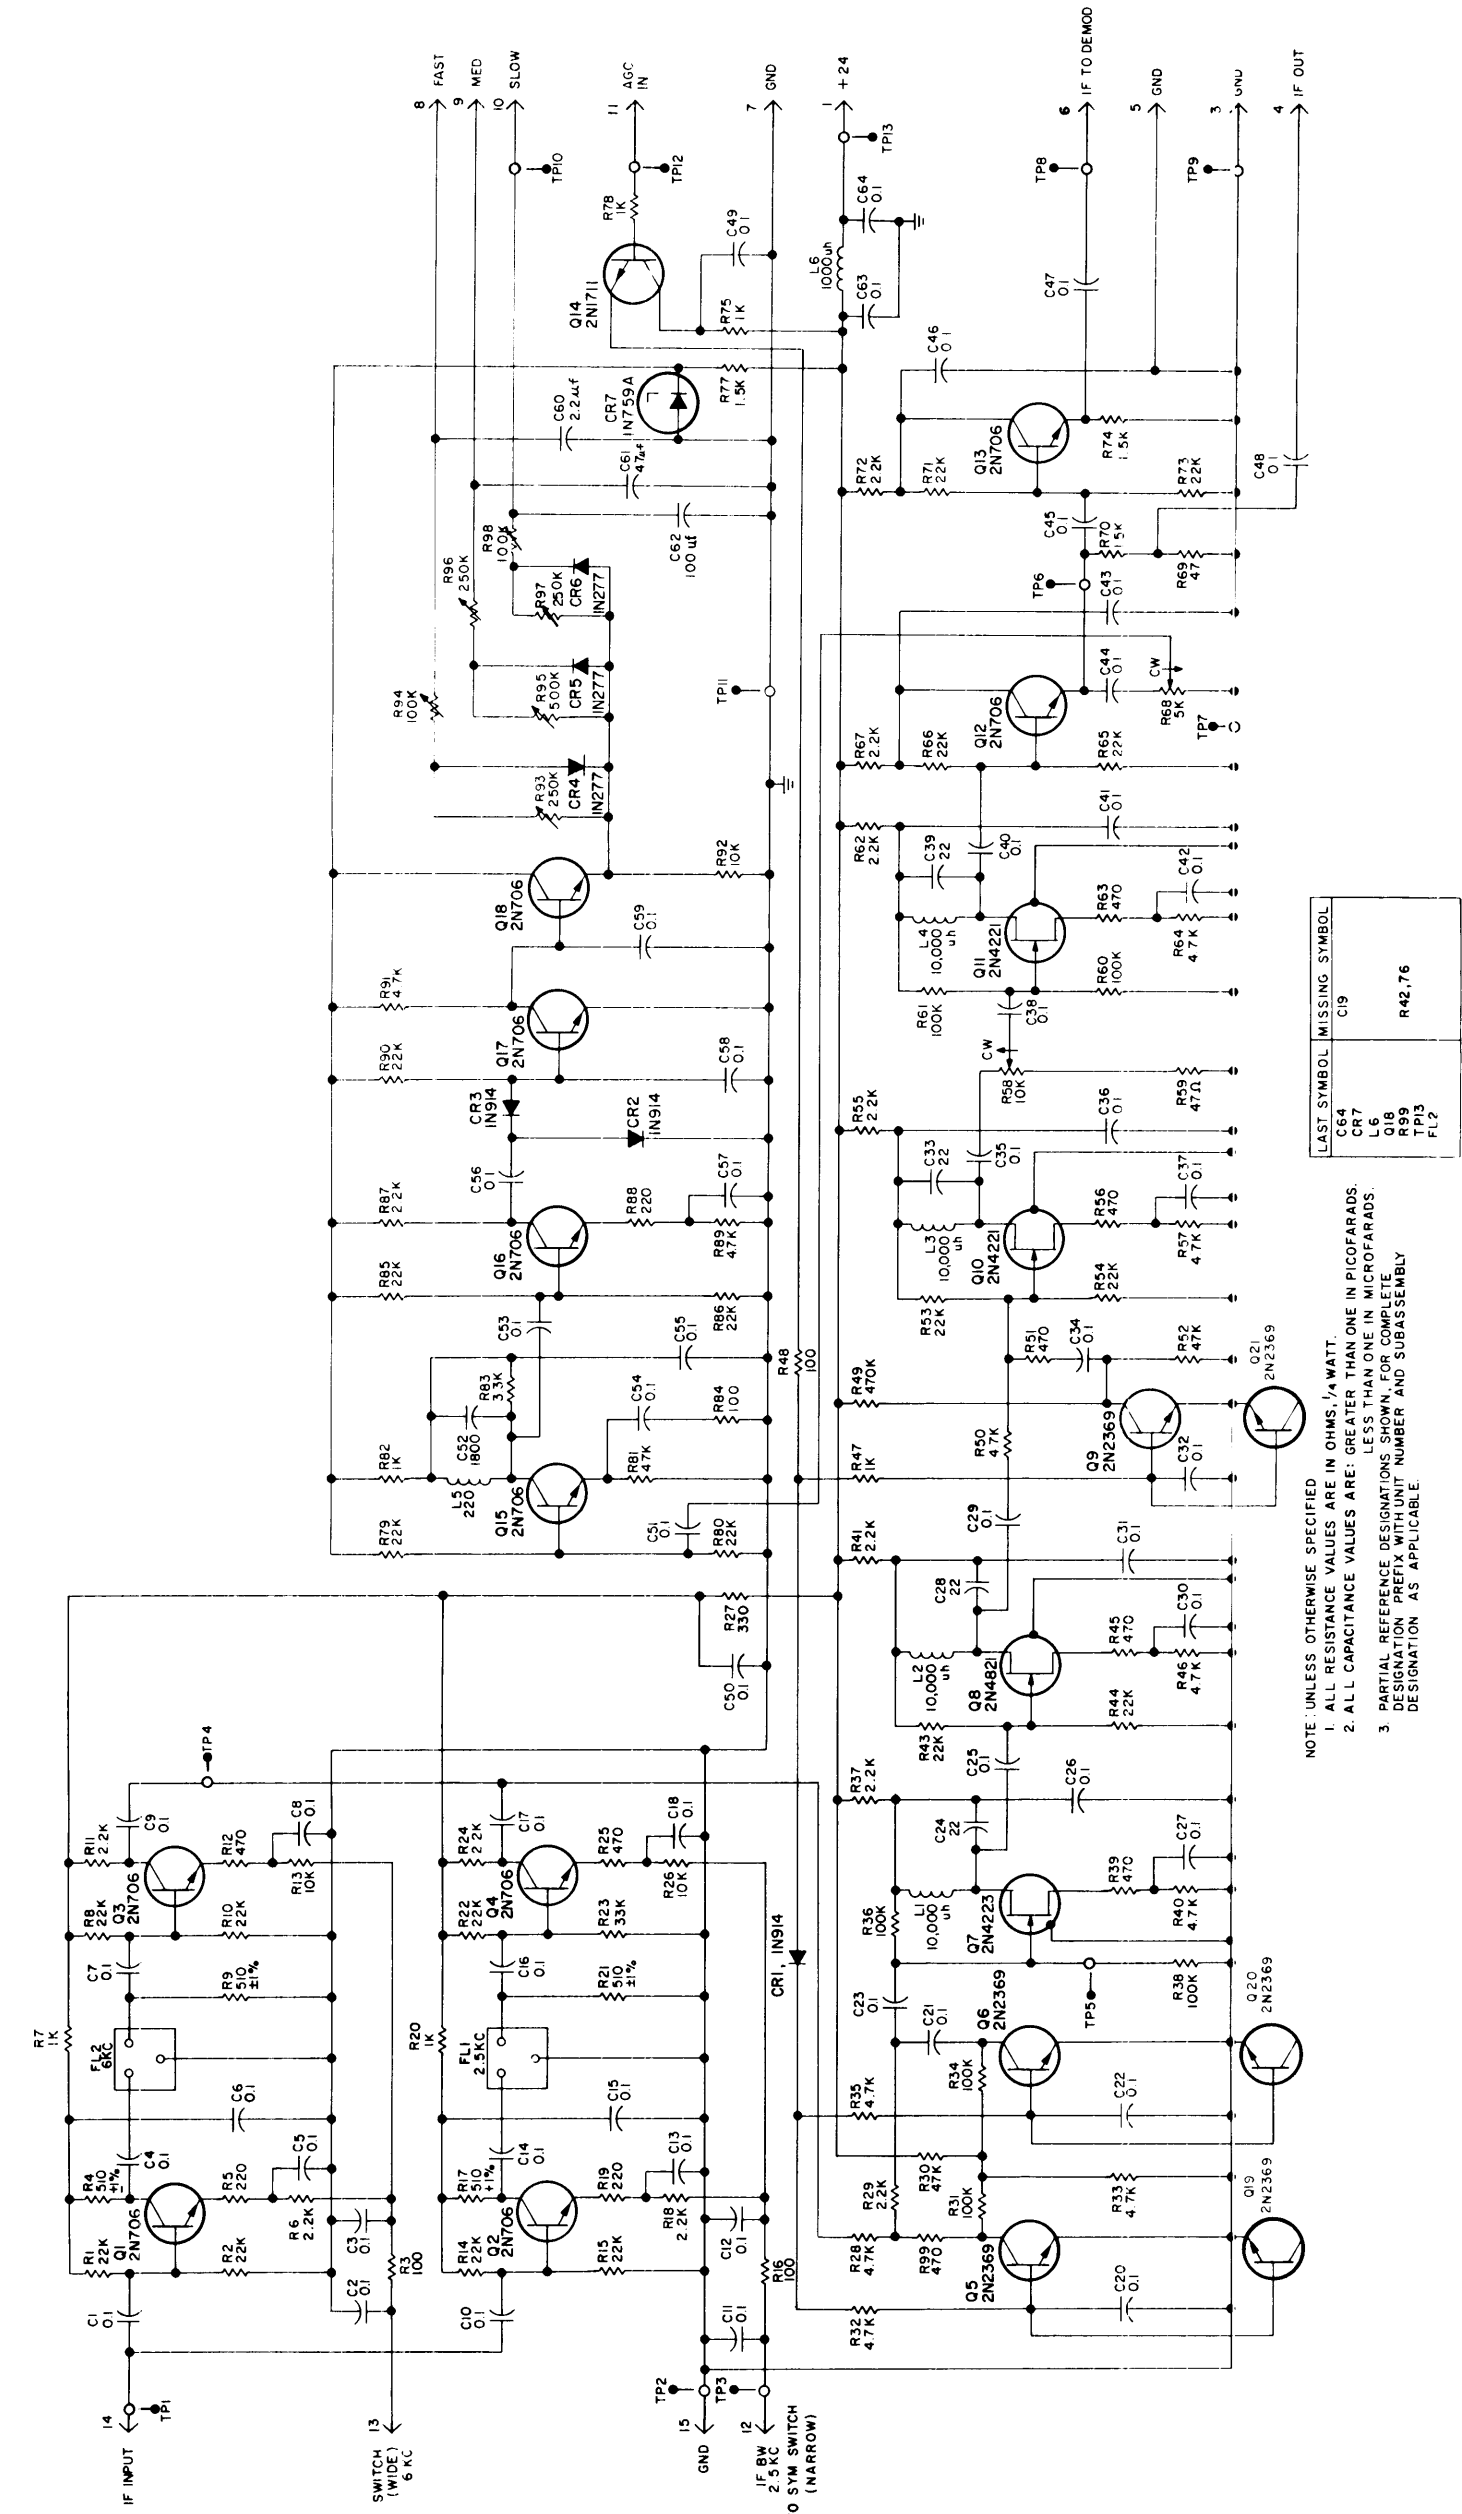 8
FAST
9
MED
10
SLOW
TP10
11
AGC
IN
TP12
R78
1K
7
GND
1
+24
TP13
6
IF TO DEMOD
TP8
5
GND
3
GND
TP9
4
IF OUT
Q14
2N1711
C49
0.1
R75
1K
L6
1000uh
C64
0.1
C63
0.1
C47
0.1
C46
0.1
R77
1.5K
CR7
1N759A
C60
2.2uf
C61
47uf
C62
100 uf
R98
100K
R96
250K
R97
250K
CR6
1N277
R95
500K
CR5
1N277
R94
100K
R93
250K
CR4
1N277
TP11
R72
2.2K
R71
22K
Q13
2N706
R74
1.5K
R73
22K
C48
0.1
C45
0.1
R70
1.5K
R69
47
TP6
C43
0.1
C44
0.1
CW
R68
5K
TP7
Q12
2N706
R67
2.2K
R66
22K
R65
22K
R92
10K
Q18
2N706
C59
0.1
R91
4.7K
Q17
2N706
R90
22K
CR3
1N914
CR2
1N914
C58
0.1
C56
0.1
R87
2.2K
R88
220
C57
0.1
R89
4.7K
Q16
2N706
R85
22K
R86
22K
C53
0.1
C55
0.1
R83
3.3K
C52
1800
C54
0.1
R84
100
R82
1K
L5
220
R81
47K
Q15
2N706
R79
22K
C51
0.1
R80
22K
R48
100
R62
2.2K
C41
0.1
C39
22
C40
0.1
L4
10,000
uh
Q11
2N4221
R63
470
C42
0.1
R64
4.7K
R61
100K
R60
100K
C38
0.1
CW
R58
10K
R59
47Ω
R55
2.2K
C36
0.1
C33
22
C35
0.1
L3
10,000
uh
Q10
2N4221
R56
470
C37
0.1
R57
4.7K
R53
22K
R54
22K
R51
470
C34
0.1
R52
47K
R49
470K
R50
4.7K
R47
1K
Q9
2N2369
C32
0.1
Q21
2N2369
C29
0.1
R41
2.2K
C31
0.1
C28
22
L2
10,000
uh
Q8
2N4821
R45
470
C30
0.1
R46
4.7K
R43
22K
R44
22K
C25
0.1
R27
330
C50
0.1
TP4
R37
2.2K
C26
0.1
C24
22
L1
10,000
uh
R36
100K
Q7
2N4223
R39
470
C27
0.1
R40
4.7K
R38
100K
TP5
C23
0.1
C21
0.1
Q6
2N2369
R34
100K
R35
4.7K
C22
0.1
Q20
2N2369
R30
47K
R29
2.2K
R31
100K
R33
4.7K
R28
4.7K
R99
470
Q5
2N2369
R32
4.7K
C20
0.1
Q19
2N2369
CR1, 1N914
R11
2.2K
C9
0.1
R12
470
C8
0.1
R13
10K
R8
22K
Q3
2N706
R10
22K
C7
0.1
R9
510
±1%
R7
1K
FL2
6KC
C6
0.1
R4
510
±1%
C4
0.1
R5
220
C5
0.1
R6
2.2K
Q1
2N706
R1
22K
R2
22K
C3
0.1
C2
0.1
R3
100
C1
0.1
14
IF INPUT
TP1
13
SWITCH
(WIDE)
6 KC
R24
2.2K
C17
0.1
R25
470
C18
0.1
R26
10K
Q4
2N706
R22
22K
R23
33K
C16
0.1
R21
510
±1%
R20
1K
FL1
2.5KC
C15
0.1
R17
510
±1%
C14
0.1
R19
220
C13
0.1
R18
2.2K
Q2
2N706
R14
22K
R15
22K
C12
0.1
R16
100
C10
0.1
C11
0.1
TP2
TP3
15
GND
12
IF BW
2.5 KC
O SYM SWITCH
(NARROW)
NOTE: UNLESS OTHERWISE SPECIFIED
1. ALL RESISTANCE VALUES ARE IN OHMS, 1/4 WATT.
2. ALL CAPACITANCE VALUES ARE: GREATER THAN ONE IN PICOFARADS.
LESS THAN ONE IN MICROFARADS.
3. PARTIAL REFERENCE DESIGNATIONS SHOWN, FOR COMPLETE
DESIGNATION PREFIX WITH UNIT NUMBER AND SUBASSEMBLY
DESIGNATION AS APPLICABLE.
LAST SYMBOL MISSING SYMBOL
C64 C19
CR7
L6
Q18
R99 R42,76
TP13
FL2